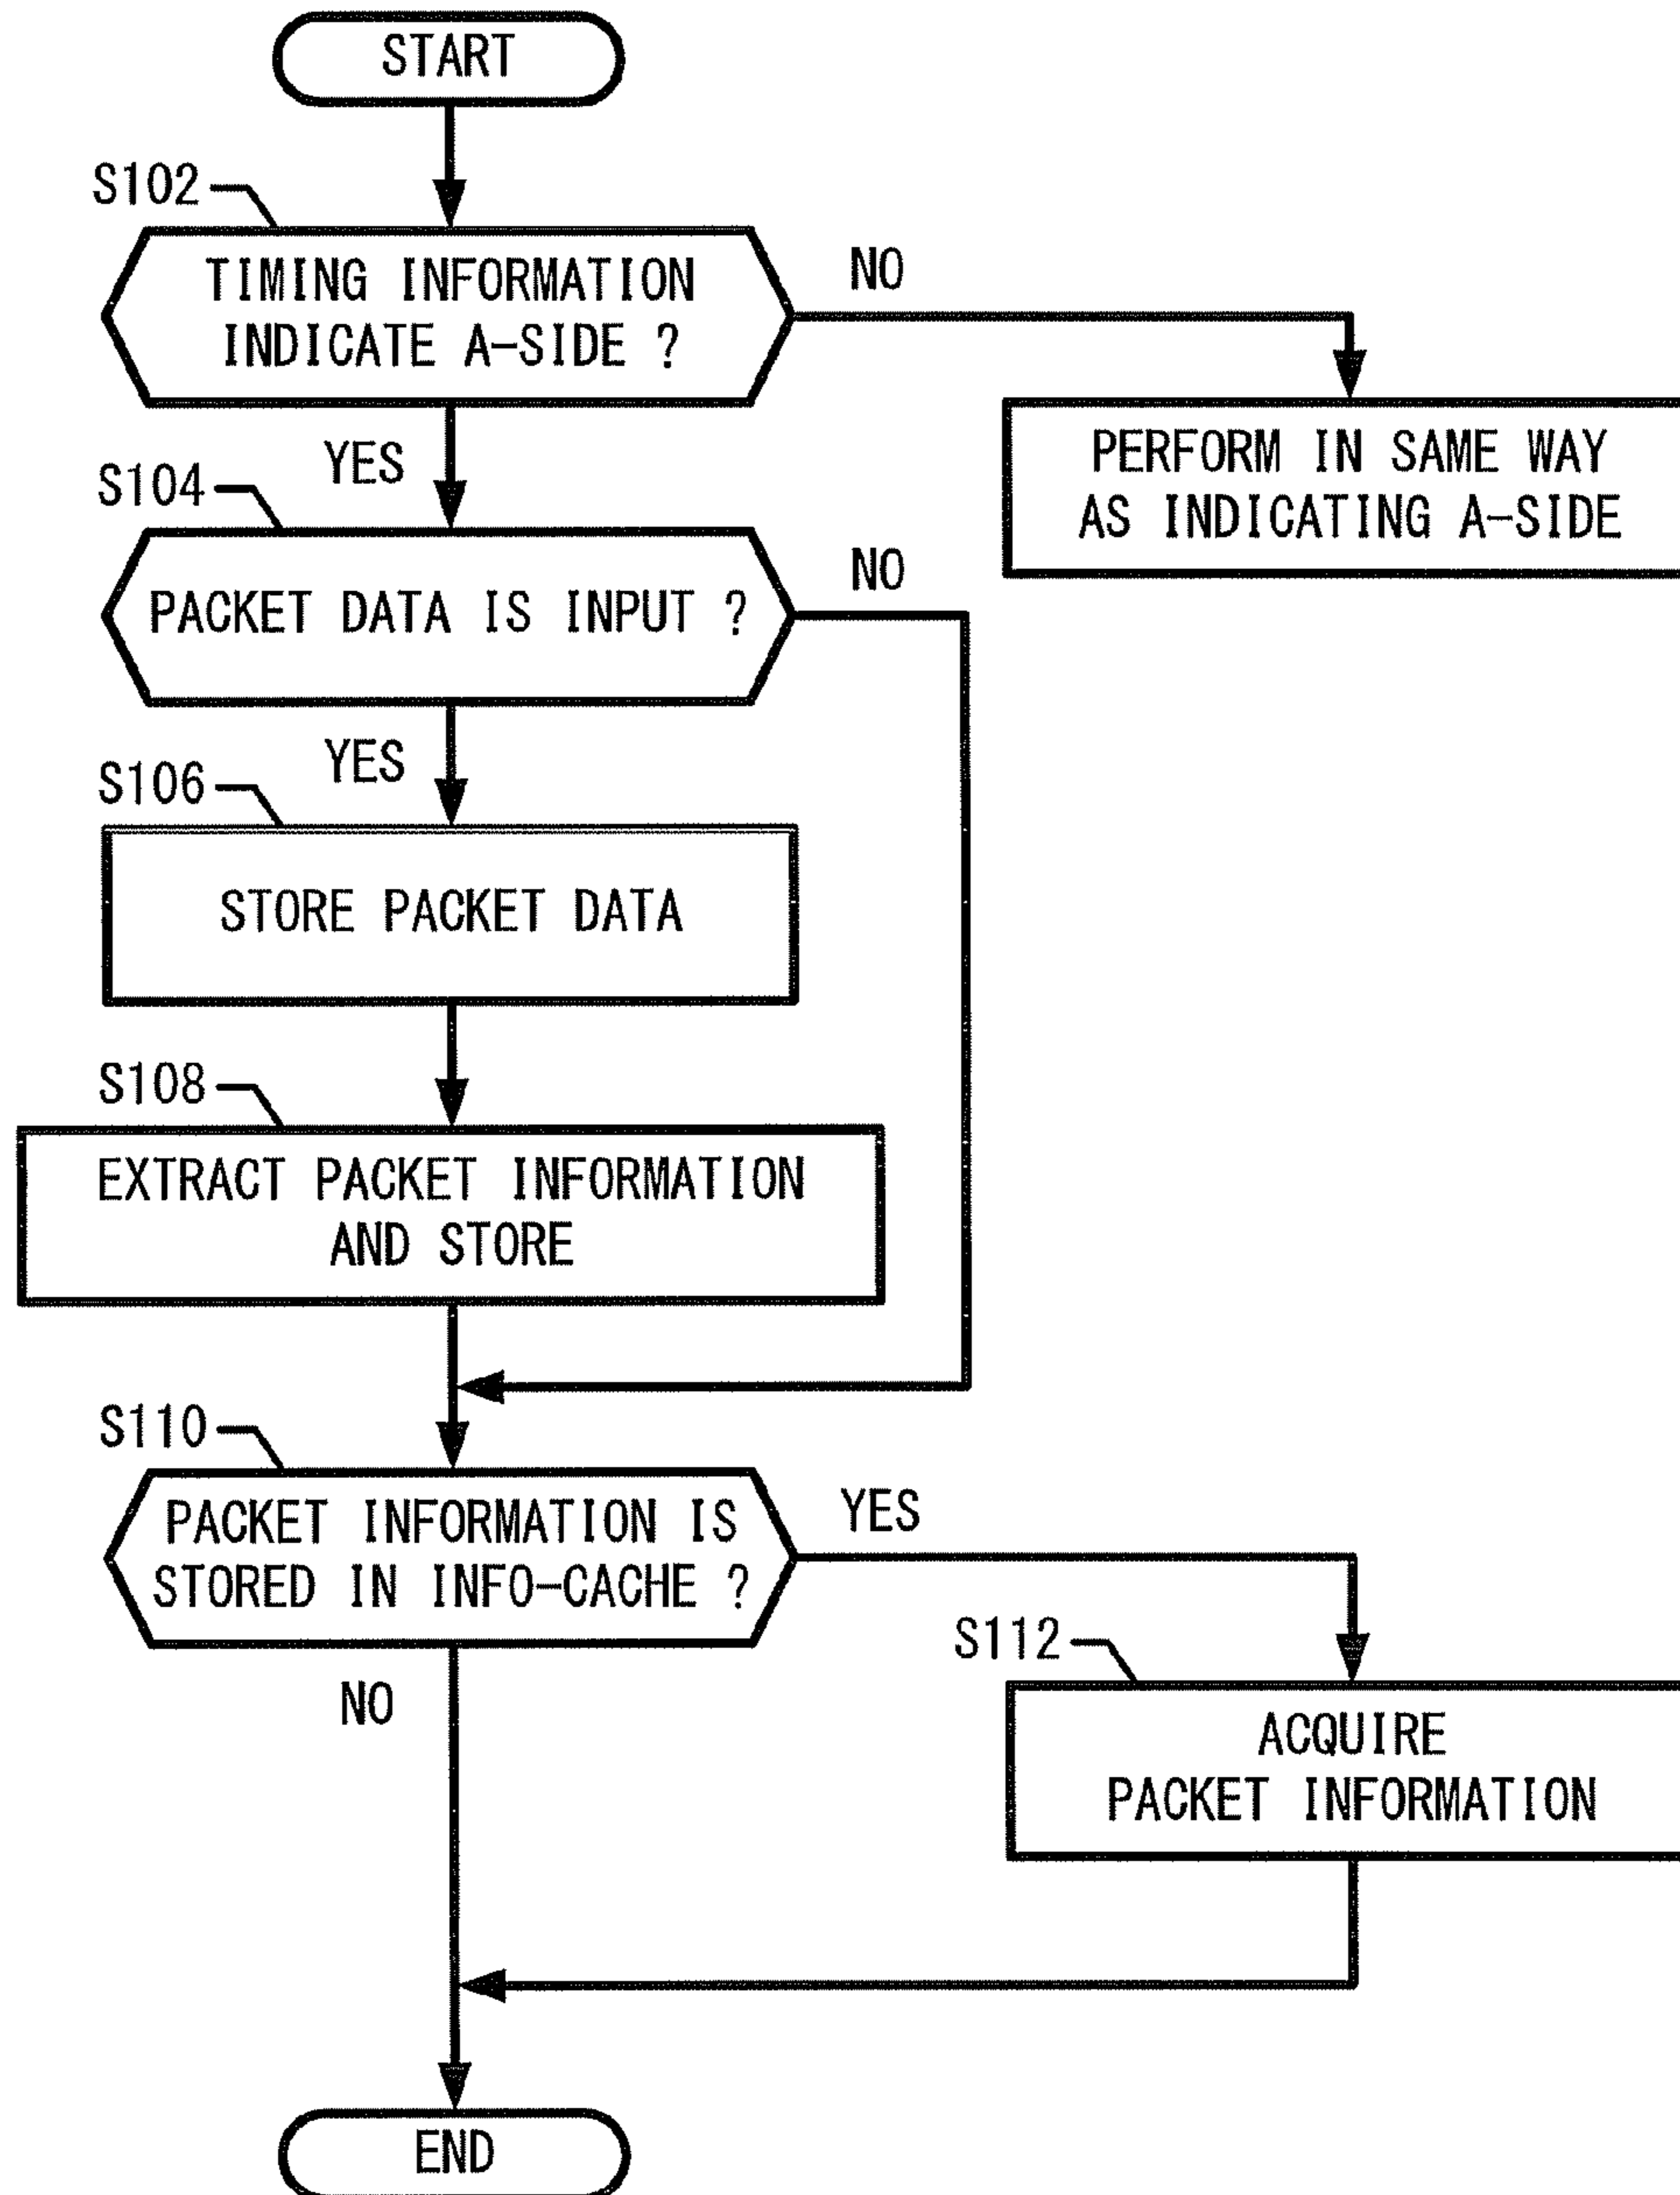 START
S102
TIMING INFORMATION
INDICATE A-SIDE ?
NO
YES
PERFORM IN SAME WAY
AS INDICATING A-SIDE
S104
PACKET DATA IS INPUT ?
NO
YES
S106
STORE PACKET DATA
S108
EXTRACT PACKET INFORMATION
AND STORE
S110
PACKET INFORMATION IS
STORED IN INFO-CACHE ?
YES
NO
S112
ACQUIRE
PACKET INFORMATION
END